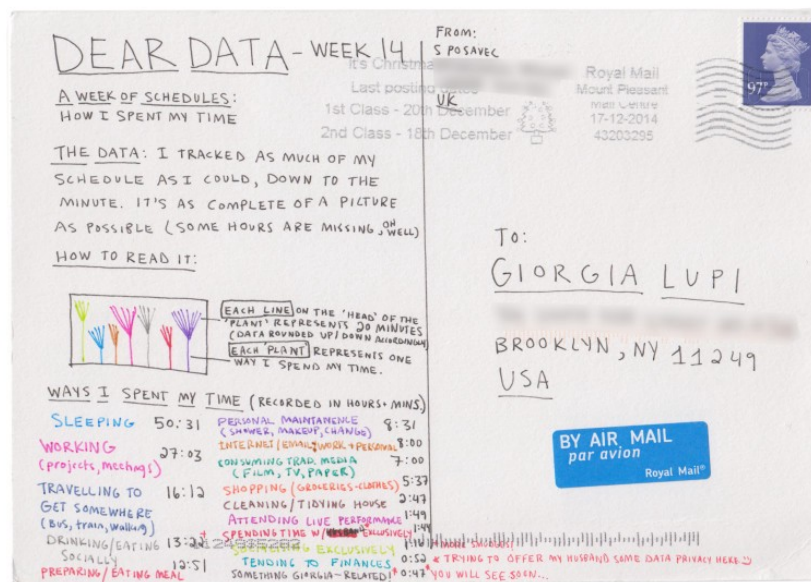 DEAR DATA - WEEK 14
A WEEK OF SCHEDULES:
HOW I SPENT MY TIME
THE DATA: I TRACKED AS MUCH OF MY
SCHEDULE AS I COULD, DOWN TO THE
MINUTE. IT'S AS COMPLETE OF A PICTURE
AS POSSIBLE (SOME HOURS ARE MISSING, OH WELL)
HOW TO READ IT:
EACH LINE ON THE 'HEAD' OF THE
'PLANT' REPRESENTS 20 MINUTES
(DATA ROUNDED UP/DOWN ACCORDINGLY)
EACH 'PLANT' REPRESENTS ONE
WAY I SPEND MY TIME.
WAYS I SPENT MY TIME (RECORDED IN HOURS + MINS.)
SLEEPING 50:31
WORKING 27:03
(projects, meetings)
TRAVELLING TO 16:12
GET SOMEWHERE
(Bus, train, walking)
DRINKING/EATING 13:22
SOCIALLY
PREPARING/EATING MEAL 12:51
PERSONAL MAINTANENCE 8:31
(SHOWER, MAKEUP, CHANGE)
INTERNET/EMAIL: WORK + PERSONAL 8:00
CONSUMING TRAD. MEDIA 7:00
(FILM, TV, PAPER)
SHOPPING (GROCERIES + CLOTHES) 5:37
CLEANING/TIDYING HOUSE 2:47
ATTENDING LIVE PERFORMANCE 1:49
* SPENDING TIME W/ EXCLUSIVELY
EXCLUSIVELY
TENDING TO FINANCES 0:52
SOMETHING GIORGIA-RELATED! 0:47
FROM:
S POSAVEC
UK
It's Christmas
Last posting dates
1st Class - 20th December
2nd Class - 18th December
Royal Mail
Mount Pleasant
Mail Centre
17-12-2014
43203295
97P
TO:
GIORGIA LUPI
BROOKLYN, NY 11249
USA
BY AIR MAIL
par avion
Royal Mail®
* TRYING TO OFFER MY HUSBAND SOME DATA PRIVACY HERE
YOU WILL SEE SOON...